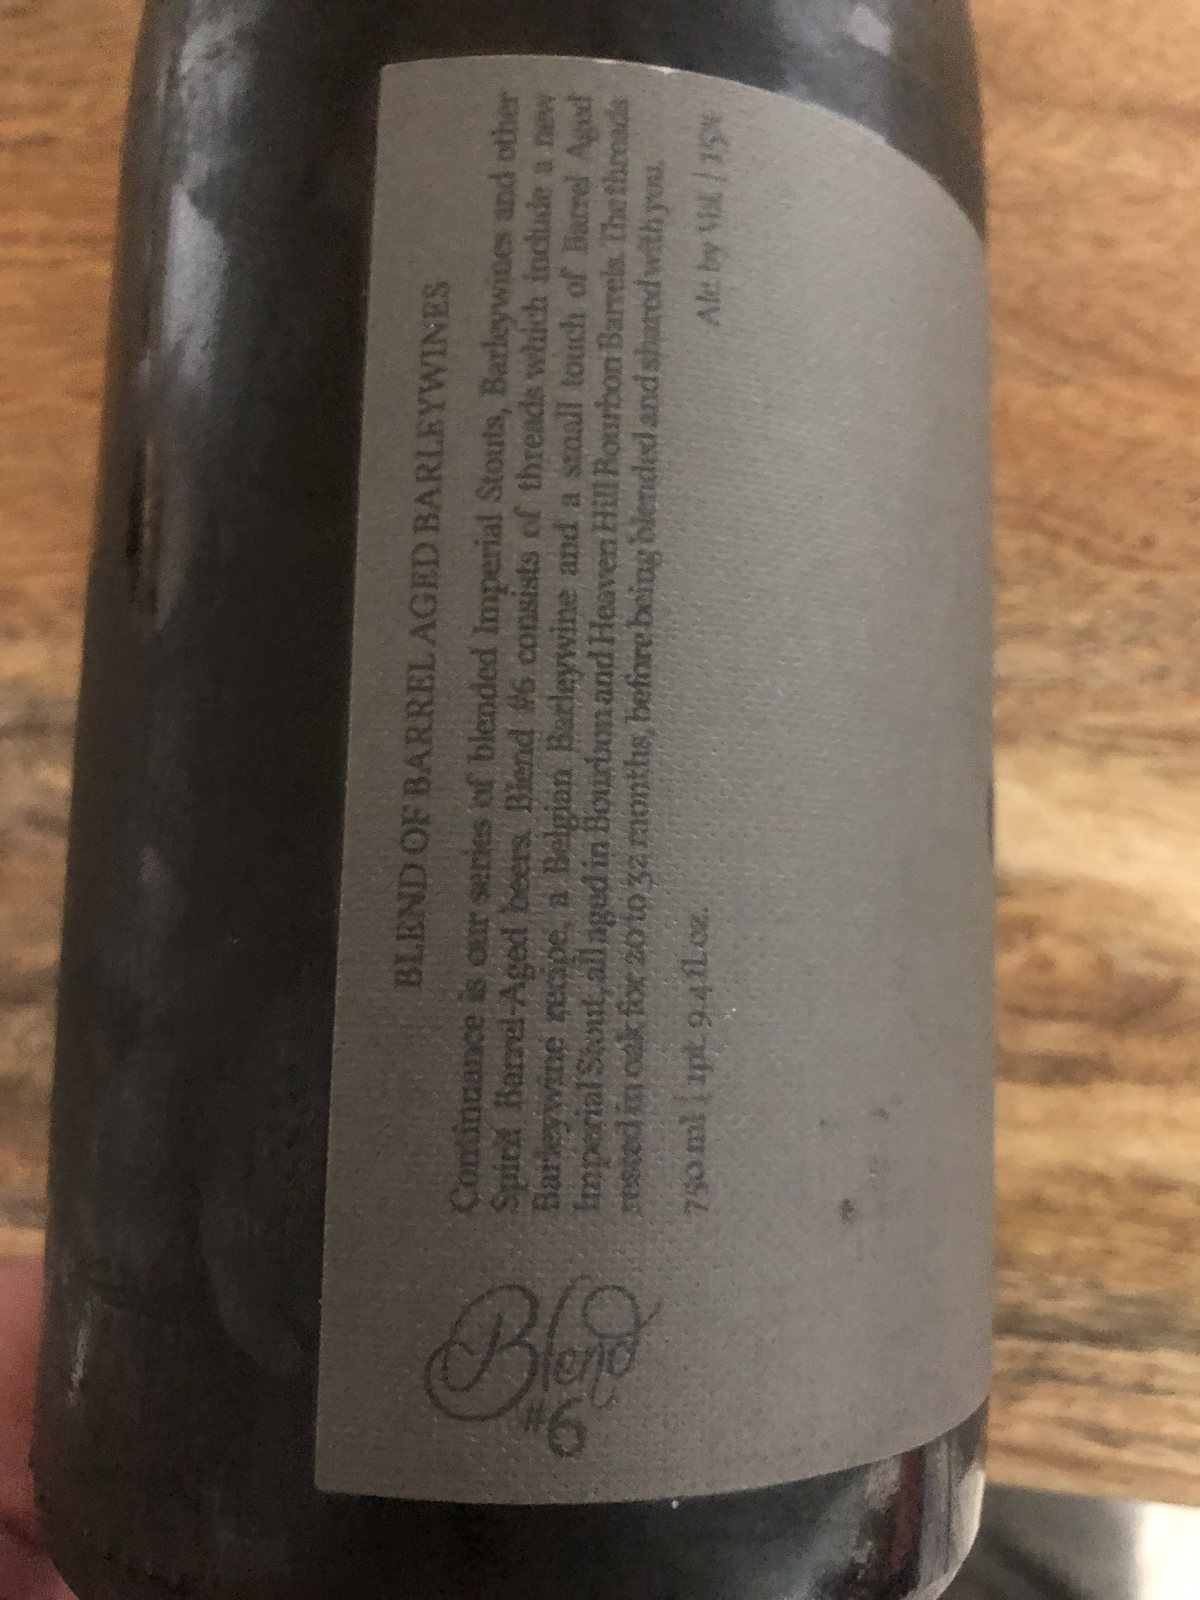 BLEND OF BARREL AGED BARLEYWINES
Continuance is our series of blended Imperial Stouts, Barleywines and other
Spirit Barrel-Aged beers. Blend #6 consists of threads which include a new
Barleywine recipe, a Belgian Barleywine and a small touch of Barrel Aged
Imperial Stout, all aged in Bourbon and Heaven Hill Bourbon Barrels. The threads
rested in oak for 20 to 32 months, before being blended and shared with you.
750 ml | 1pt. 9.4 fl. oz. Alc. by Vol. | 15%
Blend
#6